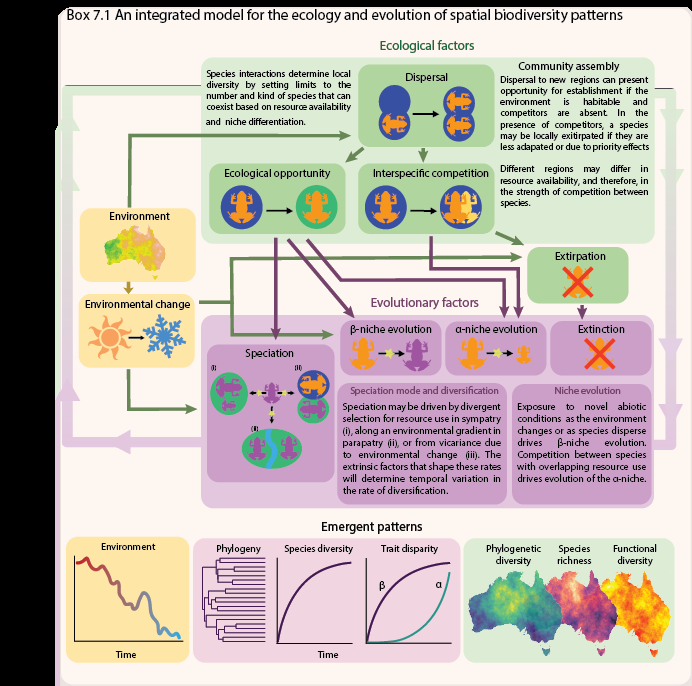 Box 7.1 An integrated model for the ecology and evolution of spatial biodiversity patterns
Ecological factors
Species interactions determine local
diversity by setting limits to the
number and kind of species that can
coexist based on resource availability
and niche differentiation.
Dispersal
Community assembly
Dispersal to new regions can present
opportunity for establishment if the
environment is habitable and
competitors are absent. In the
presence of competitors, a species
may be locally exitirpated if they are
less adapated or due to priority effects
Different regions may differ in
resource availability, and therefore, in
the strength of competition between
species.
Ecological opportunity
Interspecific competition
Environment
Extirpation
Environmental change
Evolutionary factors
Speciation
(i)
(ii)
(ii)
β-niche evolution
α-niche evolution
Extinction
Speciation mode and diversification
Speciation may be driven by divergent
selection for resource use in sympatry
(i), along an environmental gradient in
parapatry (ii), or from vicariance due
to environmental change (iii). The
extrinsic factors that shape these rates
will determine temporal variation in
the rate of diversification.
Niche evolution
Exposure to novel abiotic
conditions as the environment
changes or as species disperse
drives β-niche evolution.
Competition between species
with overlapping resource use
drives evolution of the α-niche.
Emergent patterns
Environment
Time
Phylogeny
Species diversity
Trait disparity
β
α
Time
Phylogenetic
diversity
Species
richness
Functional
diversity